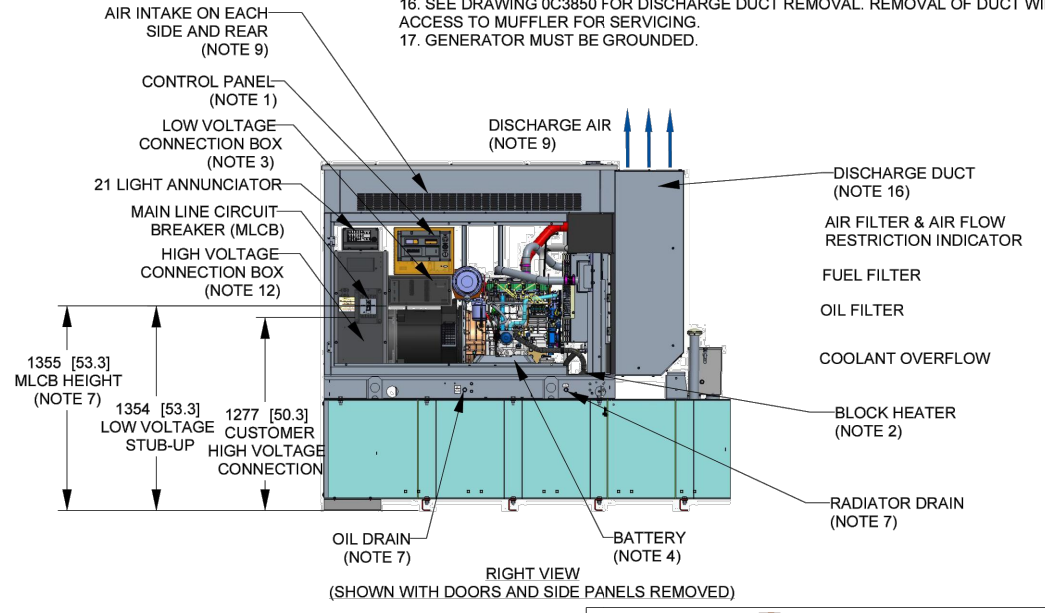 16. SEE DRAWING 0C3850 FOR DISCHARGE DUCT REMOVAL. REMOVAL OF DUCT
ACCESS TO MUFFLER FOR SERVICING.
17. GENERATOR MUST BE GROUNDED.
AIR INTAKE ON EACH
SIDE AND REAR
(NOTE 9)
CONTROL PANEL
(NOTE 1)
LOW VOLTAGE
CONNECTION BOX
(NOTE 3)
21 LIGHT ANNUNCIATOR
MAIN LINE CIRCUIT
BREAKER (MLCB)
HIGH VOLTAGE
CONNECTION BOX
(NOTE 12)
DISCHARGE AIR
(NOTE 9)
DISCHARGE DUCT
(NOTE 16)
AIR FILTER & AIR FLOW
RESTRICTION INDICATOR
FUEL FILTER
OIL FILTER
COOLANT OVERFLOW
BLOCK HEATER
(NOTE 2)
RADIATOR DRAIN
(NOTE 7)
1355 [53.3]
MLCB HEIGHT
(NOTE 7)
1354 [53.3]
LOW VOLTAGE
STUB-UP
1277 [50.3]
CUSTOMER
HIGH VOLTAGE
CONNECTION
OIL DRAIN
(NOTE 7)
BATTERY
(NOTE 4)
RIGHT VIEW
(SHOWN WITH DOORS AND SIDE PANELS REMOVED)